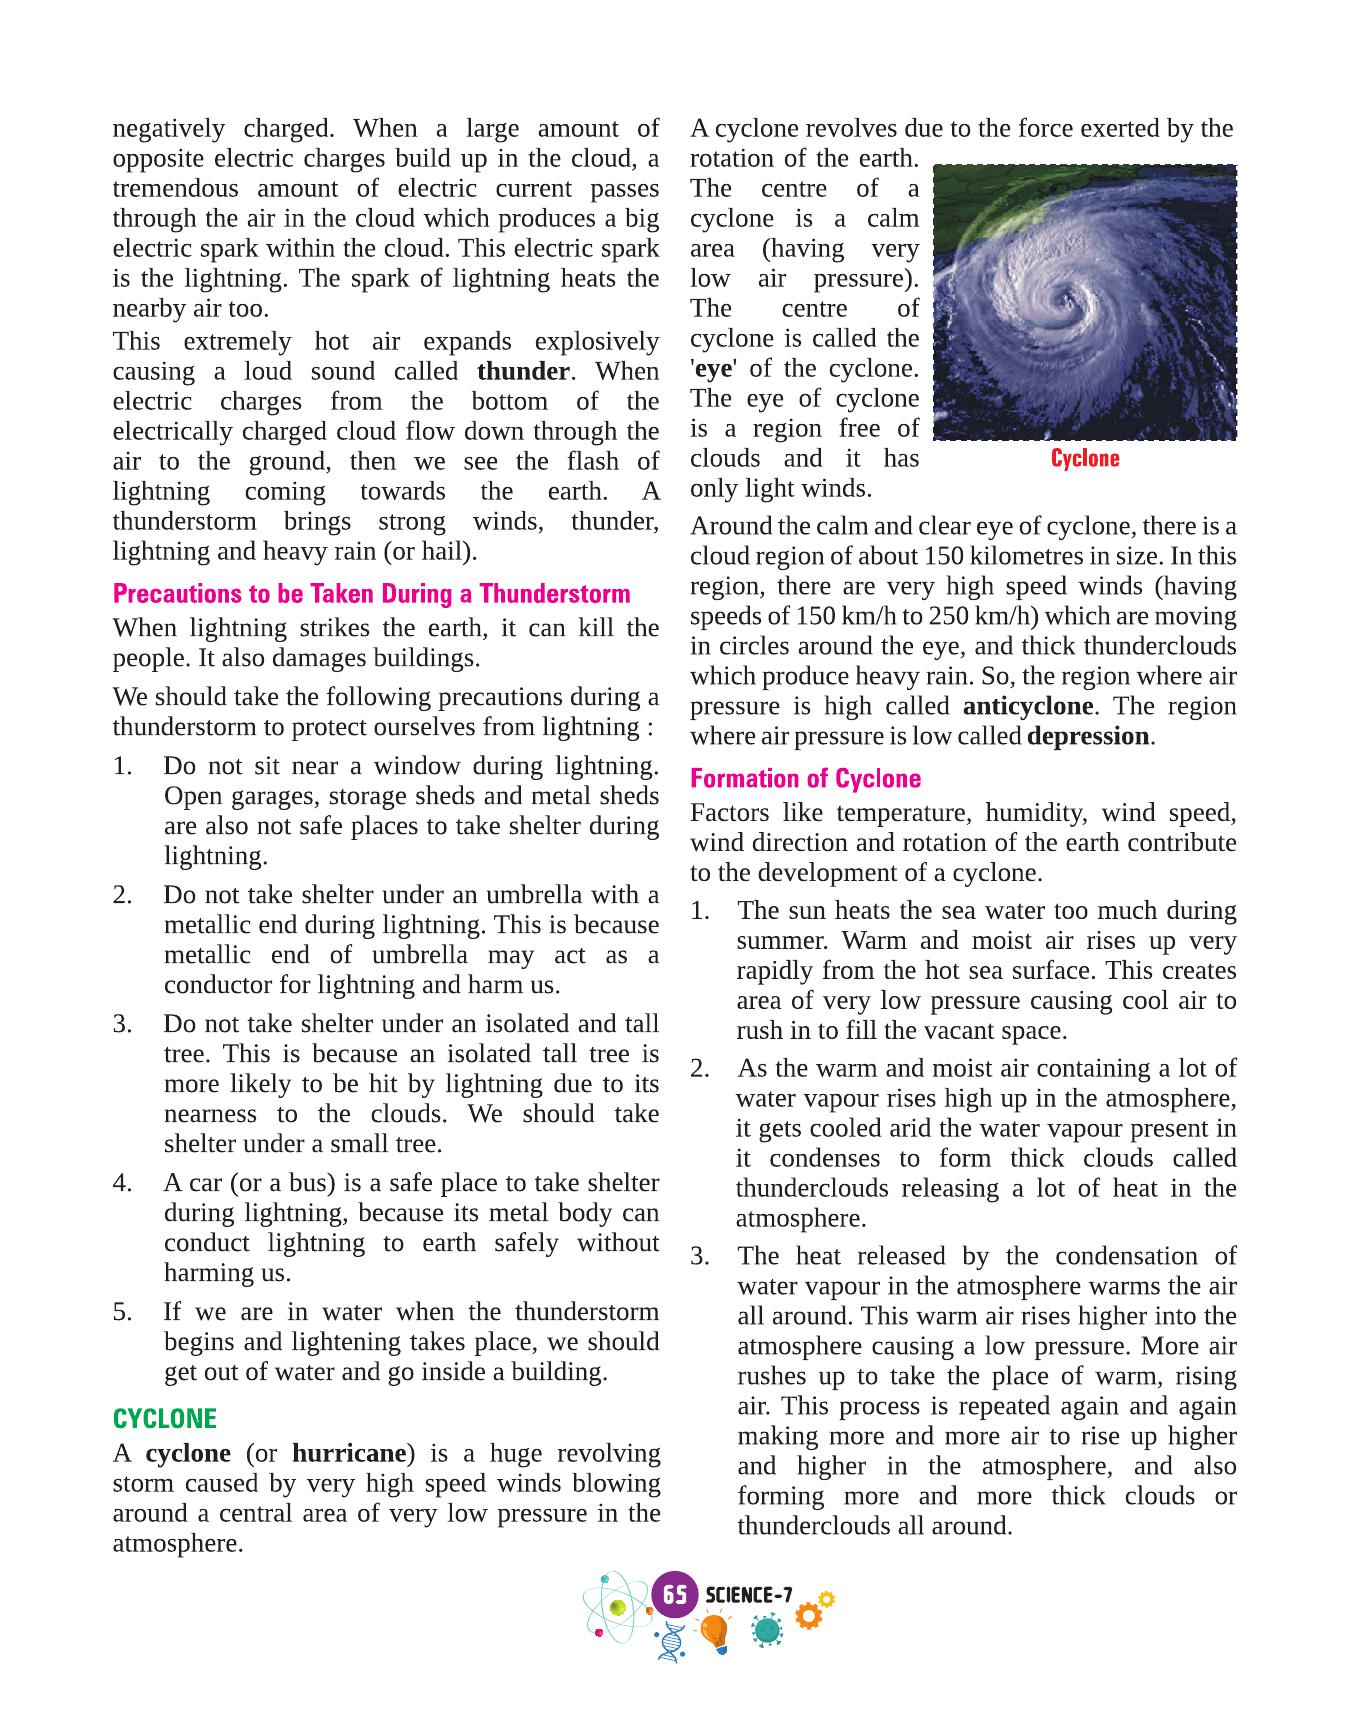 negatively charged. When a large amount of
opposite electric charges build up in the cloud, a
tremendous amount of electric current passes
through the air in the cloud which produces a big
electric spark within the cloud. This electric spark
is the lightning. The spark of lightning heats the
nearby air too.
This extremely hot air expands explosively
causing a loud sound called thunder. When
electric charges from the bottom of the
electrically charged cloud flow down through the
air to the ground, then we see the flash of
lightning coming towards the earth. A
thunderstorm brings strong winds, thunder,
lightning and heavy rain (or hail).
Precautions to be Taken During a Thunderstorm
When lightning strikes the earth, it can kill the
people. It also damages buildings.
We should take the following precautions during a
thunderstorm to protect ourselves from lightning :
1. Do not sit near a window during lightning.
Open garages, storage sheds and metal sheds
are also not safe places to take shelter during
lightning.
2. Do not take shelter under an umbrella with a
metallic end during lightning. This is because
metallic end of umbrella may act as a
conductor for lightning and harm us.
3. Do not take shelter under an isolated and tall
tree. This is because an isolated tall tree is
more likely to be hit by lightning due to its
nearness to the clouds. We should take
shelter under a small tree.
4. A car (or a bus) is a safe place to take shelter
during lightning, because its metal body can
conduct lightning to earth safely without
harming us.
5. If we are in water when the thunderstorm
begins and lightening takes place, we should
get out of water and go inside a building.
CYCLONE
A cyclone (or hurricane) is a huge revolving
storm caused by very high speed winds blowing
around a central area of very low pressure in the
atmosphere.
A cyclone revolves due to the force exerted by the
rotation of the earth.
The centre of a
cyclone is a calm
area (having very
low air pressure).
The centre of
cyclone is called the
'eye' of the cyclone.
The eye of cyclone
is a region free of
clouds and it has
only light winds.
Cyclone
Around the calm and clear eye of cyclone, there is a
cloud region of about 150 kilometres in size. In this
region, there are very high speed winds (having
speeds of 150 km/h to 250 km/h) which are moving
in circles around the eye, and thick thunderclouds
which produce heavy rain. So, the region where air
pressure is high called anticyclone. The region
where air pressure is low called depression.
Formation of Cyclone
Factors like temperature, humidity, wind speed,
wind direction and rotation of the earth contribute
to the development of a cyclone.
1. The sun heats the sea water too much during
summer. Warm and moist air rises up very
rapidly from the hot sea surface. This creates
area of very low pressure causing cool air to
rush in to fill the vacant space.
2. As the warm and moist air containing a lot of
water vapour rises high up in the atmosphere,
it gets cooled arid the water vapour present in
it condenses to form thick clouds called
thunderclouds releasing a lot of heat in the
atmosphere.
3. The heat released by the condensation of
water vapour in the atmosphere warms the air
all around. This warm air rises higher into the
atmosphere causing a low pressure. More air
rushes up to take the place of warm, rising
air. This process is repeated again and again
making more and more air to rise up higher
and higher in the atmosphere, and also
forming more and more thick clouds or
thunderclouds all around.
65 SCIENCE-7